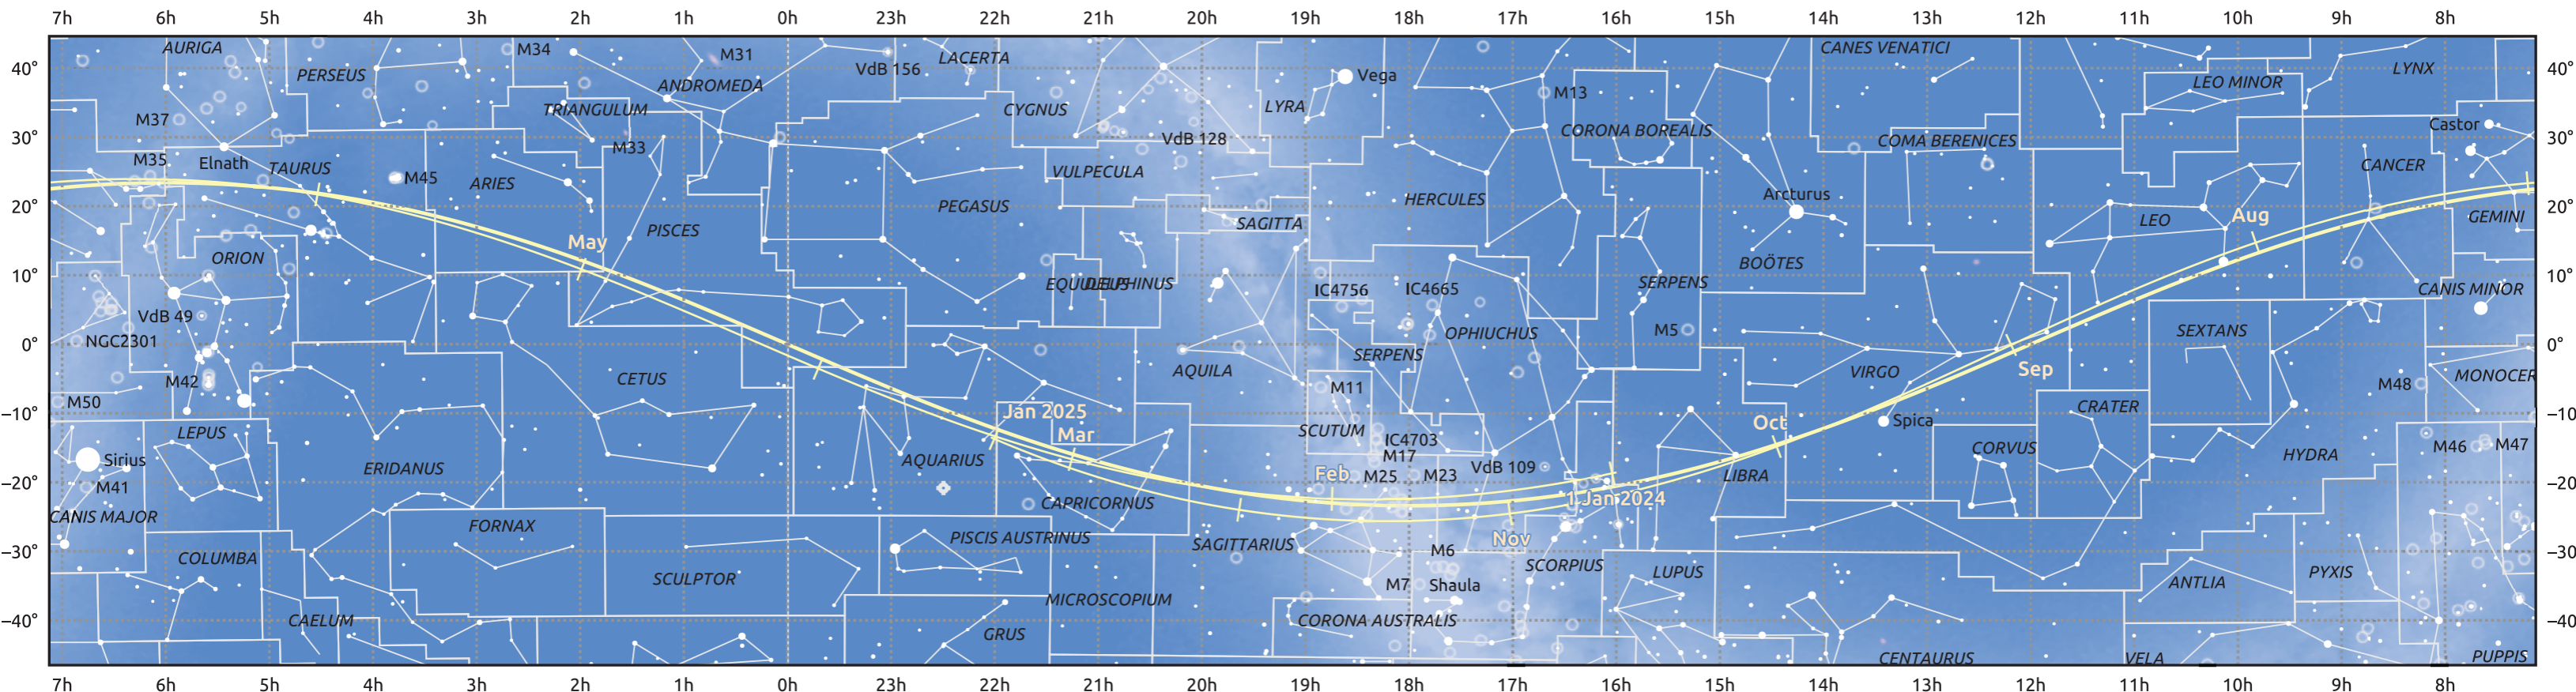 7h 6h 5h 4h 3h 2h 1h 0h 23h 22h 21h 20h 19h 18h 17h 16h 15h 14h 13h 12h 11h 10h 9h 8h
AURIGA M34 M31 LACERTA CANES VENATICI
40° PERSEUS ANDROMEDA VdB 156 Vega LEO MINOR LYNX 40°
TRIANGULUM CYGNUS LYRA M13
M37 CORONA BOREALIS Castor
30° M33 VdB 128 COMA BERENICES 30°
M35 Elnath TAURUS VULPECULA CANCER
M45 ARIES Arcturus
20° PEGASUS SAGITTA HERCULES LEO Aug GEMINI 20°
May PISCES
ORION BOÖTES
10° EQUULEUS DELPHINUS IC4756 IC4665 SERPENS CANIS MINOR 10°
VdB 49 OPHIUCHUS M5 SEXTANS
NGC2301
0° SERPENS 0°
M42 CETUS AQUILA VIRGO Sep M48 MONOCER
M50 M11
−10° Jan 2025 CRATER −10°
LEPUS Mar SCUTUM IC4703 Oct Spica
M17 CORVUS M46 M47
Sirius ERIDANUS AQUARIUS Feb M25 M23 VdB 109 LIBRA HYDRA
−20° M41 −20
CANIS MAJOR FORNAX CAPRICORNUS 1 Jan 2024
PISCIS AUSTRINUS SAGITTARIUS Nov
−30° COLUMBA M6 SCORPIUS −30
SCULPTOR M7 Shaula LUPUS ANTLIA PYXIS
MICROSCOPIUM
−40° CAELUM GRUS CORONA AUSTRALIS −40
CENTAURUS VELA PUPPIS
7h 6h 5h 4h 3h 2h 1h 0h 23h 22h 21h 20h 19h 18h 17h 16h 15h 14h 13h 12h 11h 10h 9h 8h